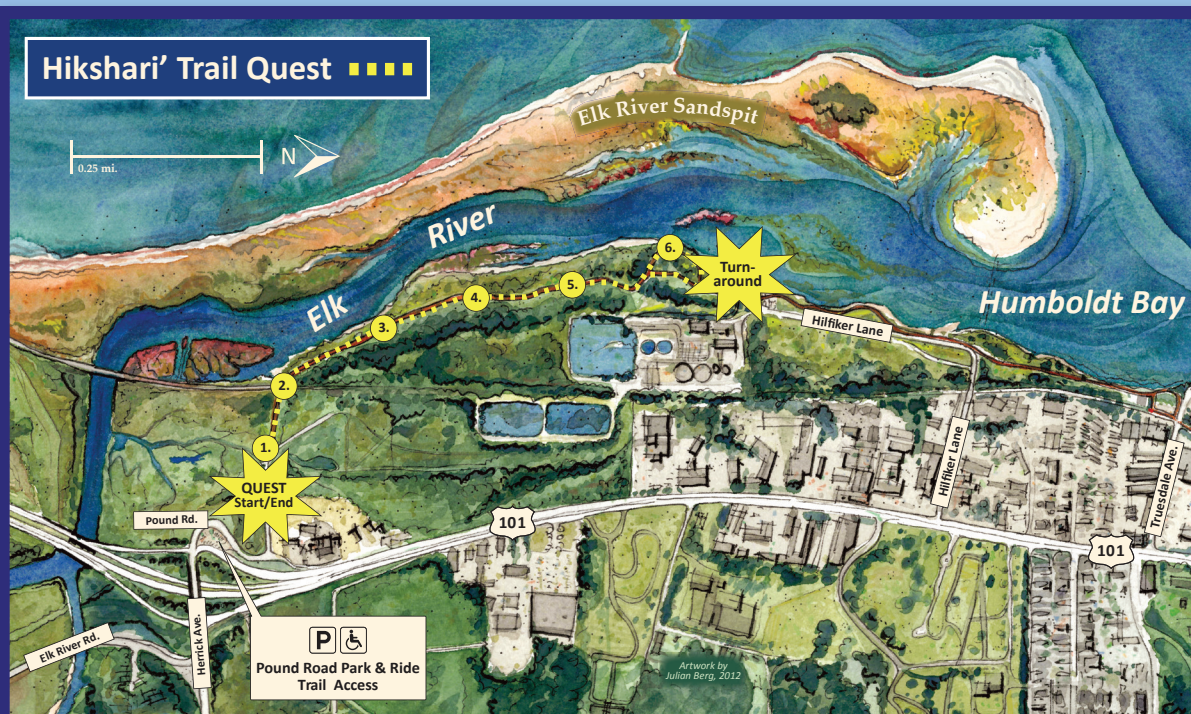 Hikshari’ Trail Quest
0.25 mi.
N
Elk River Sandspit
River
Elk
Humboldt Bay
6.
Turn-
around
5.
4.
3.
2.
1.
Hilfiker Lane
QUEST
Start/End
Pound Rd.
101
Hilfiker Lane
Truesdale Ave.
101
Elk River Rd.
Herrick Ave.
P
Pound Road Park & Ride
Trail Access
Artwork by
Julian Berg, 2012